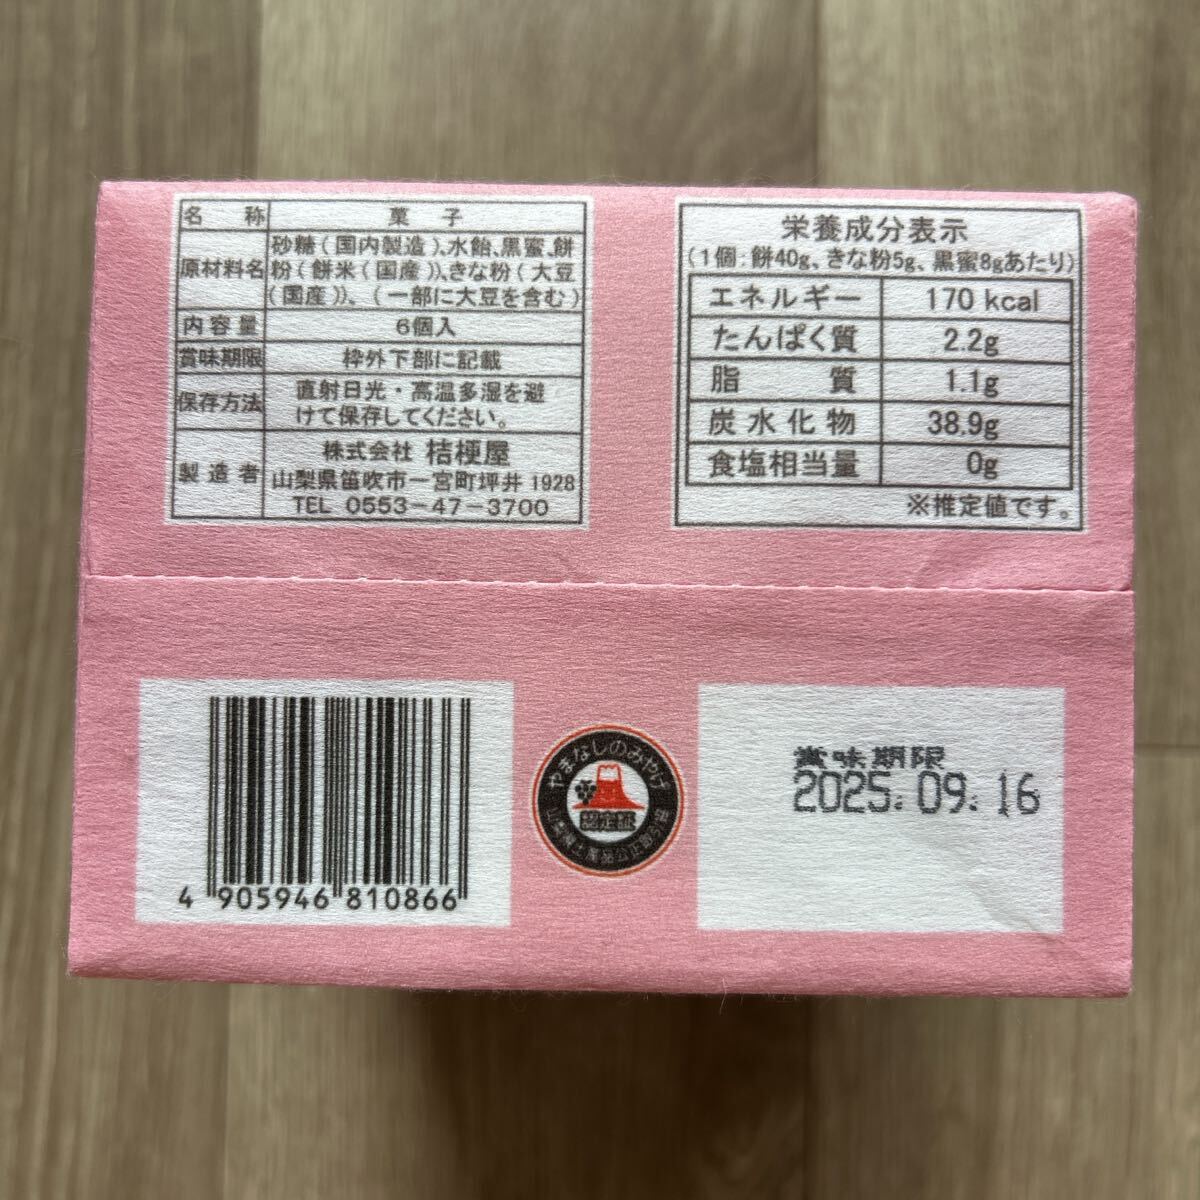 名称 菓子
原材料名 砂糖(国内製造)、水飴、黒蜜、餅
粉(餅米(国産))、きな粉(大豆
(国産))、(一部に大豆を含む)
内容量 6個入
賞味期限 枠外下部に記載
保存方法 直射日光・高温多湿を避
けて保存してください。
製造者 株式会社 桔梗屋
山梨県笛吹市一宮町坪井1928
TEL 0553-47-3700
栄養成分表示
(1個:餅40g、きな粉5g、黒蜜8gあたり)
エネルギー 170 kcal
たんぱく質 2.2g
脂質 1.1g
炭水化物 38.9g
食塩相当量 0g
※推定値です。
4 905946 810866
やまなしのみやげ
認定証
賞味期限
2025.09.16